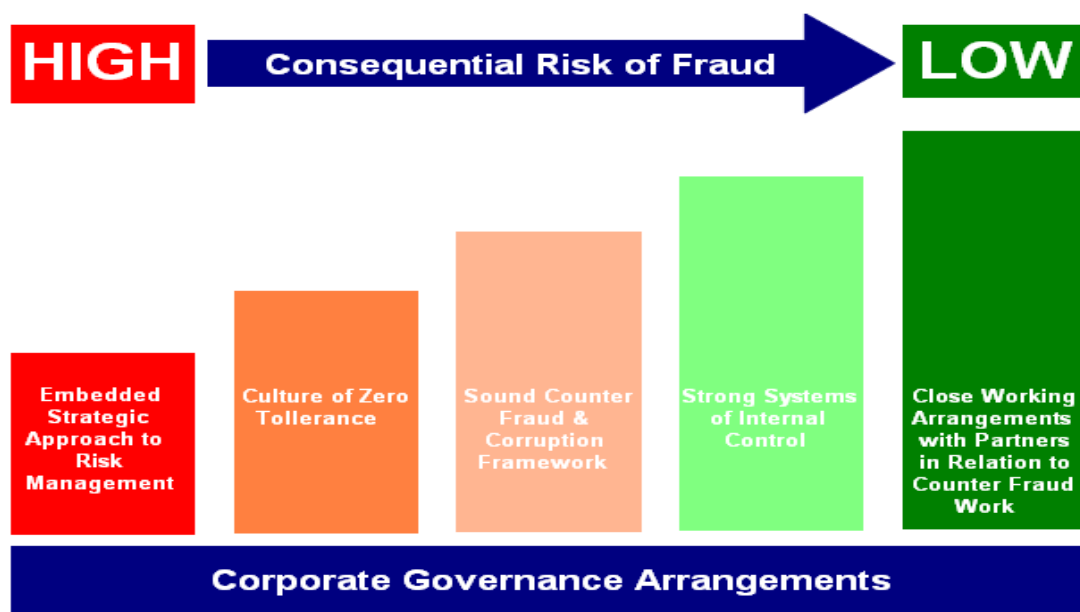 HIGH
Consequential Risk of Fraud
LOW
Embedded
Strategic
Approach to
Risk
Management
Culture of Zero
Tollerance
Sound Counter
Fraud &
Corruption
Framework
Strong Systems
of Internal
Control
Close Working
Arrangements
with Partners
in Relation to
Counter Fraud
Work
Corporate Governance Arrangements